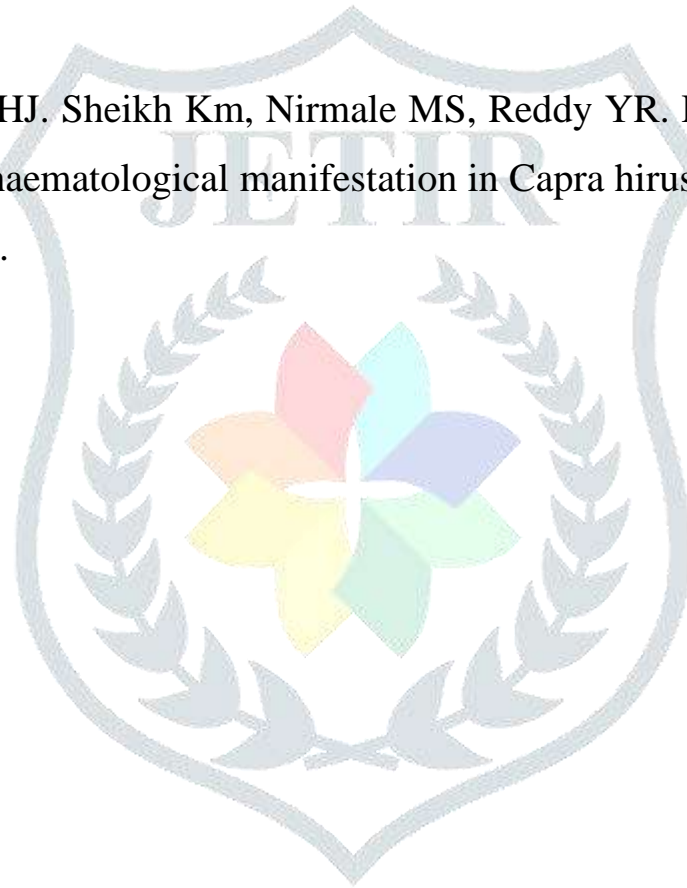 HJ. Sheikh Km, Nirmale MS, Reddy YR.
haematological manifestation in Capra hirus
.
JETIR